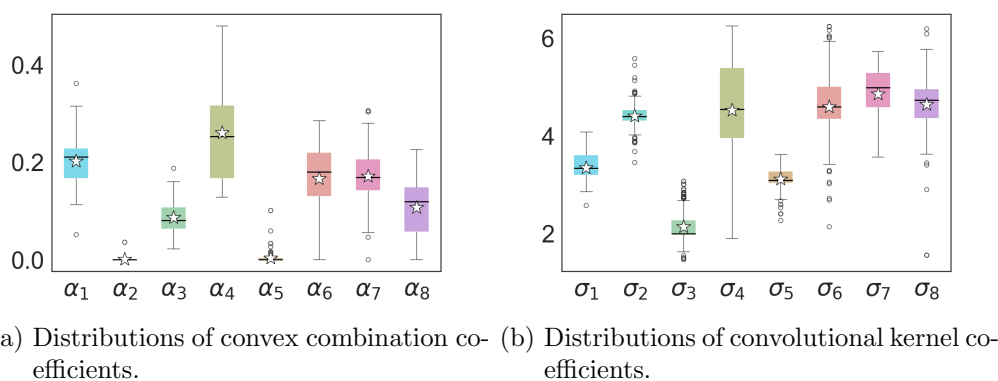 0.4
0.2
0.0
α1 α2 α3 α4 α5 α6 α7 α8
6
4
2
σ1 σ2 σ3 σ4 σ5 σ6 σ7 σ8
a) Distributions of convex combination co-
efficients.
(b) Distributions of convolutional kernel co-
efficients.